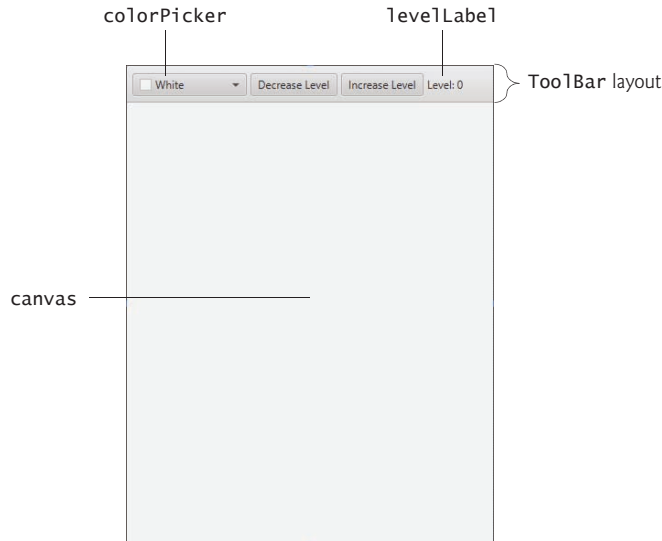 colorPicker levelLabel
White Decrease Level Increase Level Level: 0 ToolBar layout
canvas